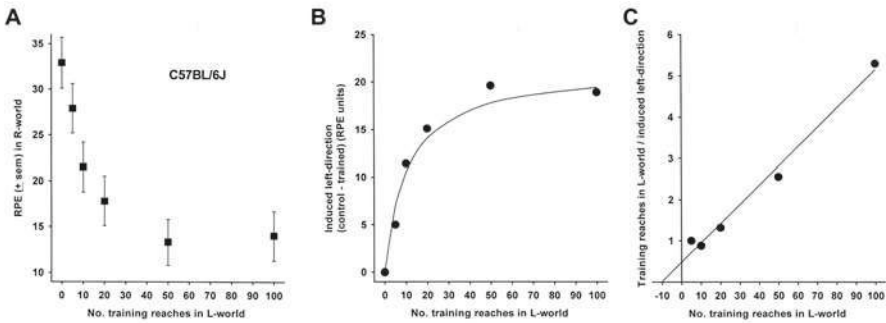 A
RPE (± sem) in R-world
35
30
25
20
15
10
C57BL/6J
0 10 20 30 40 50 60 70 80 90 100
No. training reaches in L-world
B
Induced left-direction
(control - trained) (RPE units)
25
20
15
10
5
0
0 10 20 30 40 50 60 70 80 90 100
No. training reaches in L-world
C
Training reaches in L-world / induced left-direction
6
5
4
3
2
1
-10 0 10 20 30 40 50 60 70 80 90 100
No. training reaches in L-world